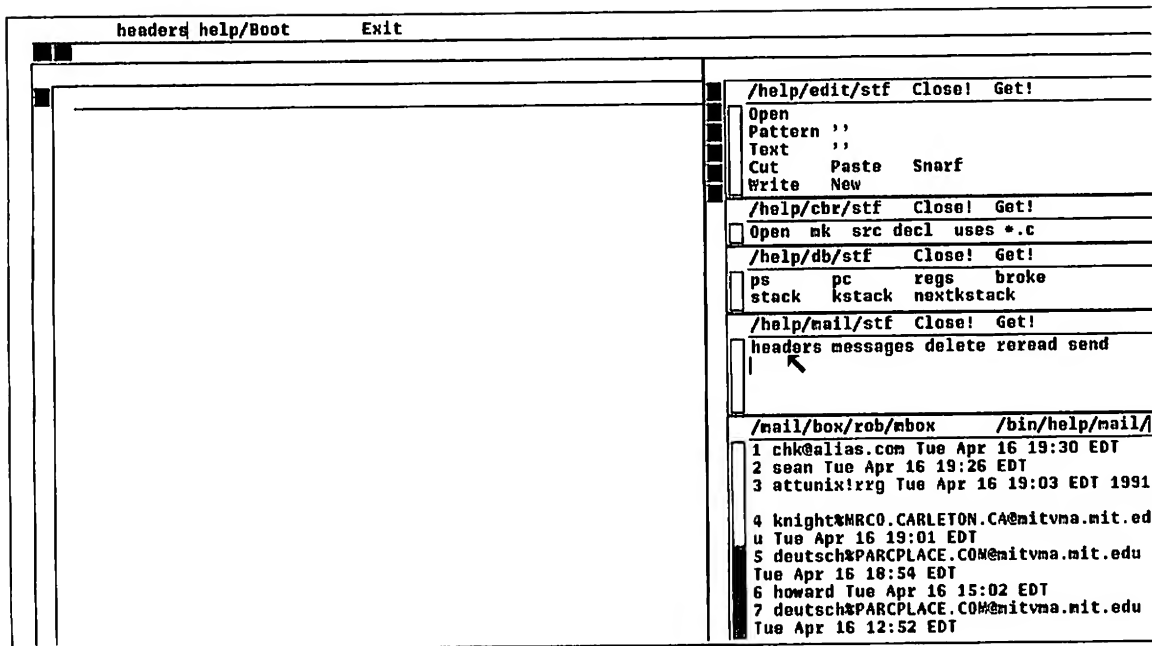 headers help/Boot Exit
/help/edit/stf Close! Get!
Open
Pattern ''
Text ''
Cut Paste Snarf
Write New
/help/cbr/stf Close! Get!
Open mk src decl uses *.c
/help/db/stf Close! Get!
ps pc regs broke
stack kstack nextkstack
/help/mail/stf Close! Get!
headers messages delete reread send
/mail/box/rob/mbox /bin/help/mail/
1 chk@alias.com Tue Apr 16 19:30 EDT
2 sean Tue Apr 16 19:26 EDT
3 attunix!rrg Tue Apr 16 19:03 EDT 1991
4 knight%MRCO.CARLETON.CA@mitvma.mit.ed
u Tue Apr 16 19:01 EDT
5 deutsch%PARCPLACE.COM@mitvma.mit.edu
Tue Apr 16 18:54 EDT
6 howard Tue Apr 16 15:02 EDT
7 deutsch%PARCPLACE.COM@mitvma.mit.edu
Tue Apr 16 12:52 EDT